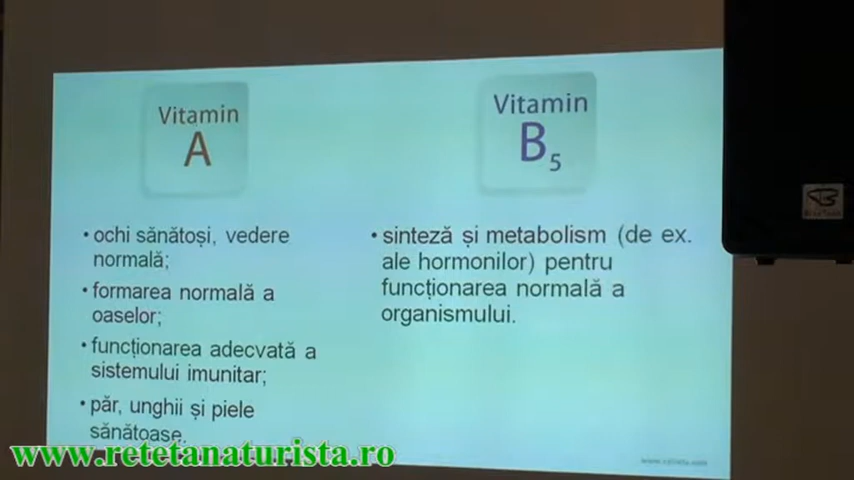 Vitamin
A
• ochi sănătoși, vedere
normală;
• formarea normală a
oaselor;
• funcționarea adecvată a
sistemului imunitar;
• păr, unghii și piele
sănătoase.
Vitamin
B5
• sinteză și metabolism (de ex.
ale hormonilor) pentru
funcționarea normală a
organismului.
www.retetanaturista.ro